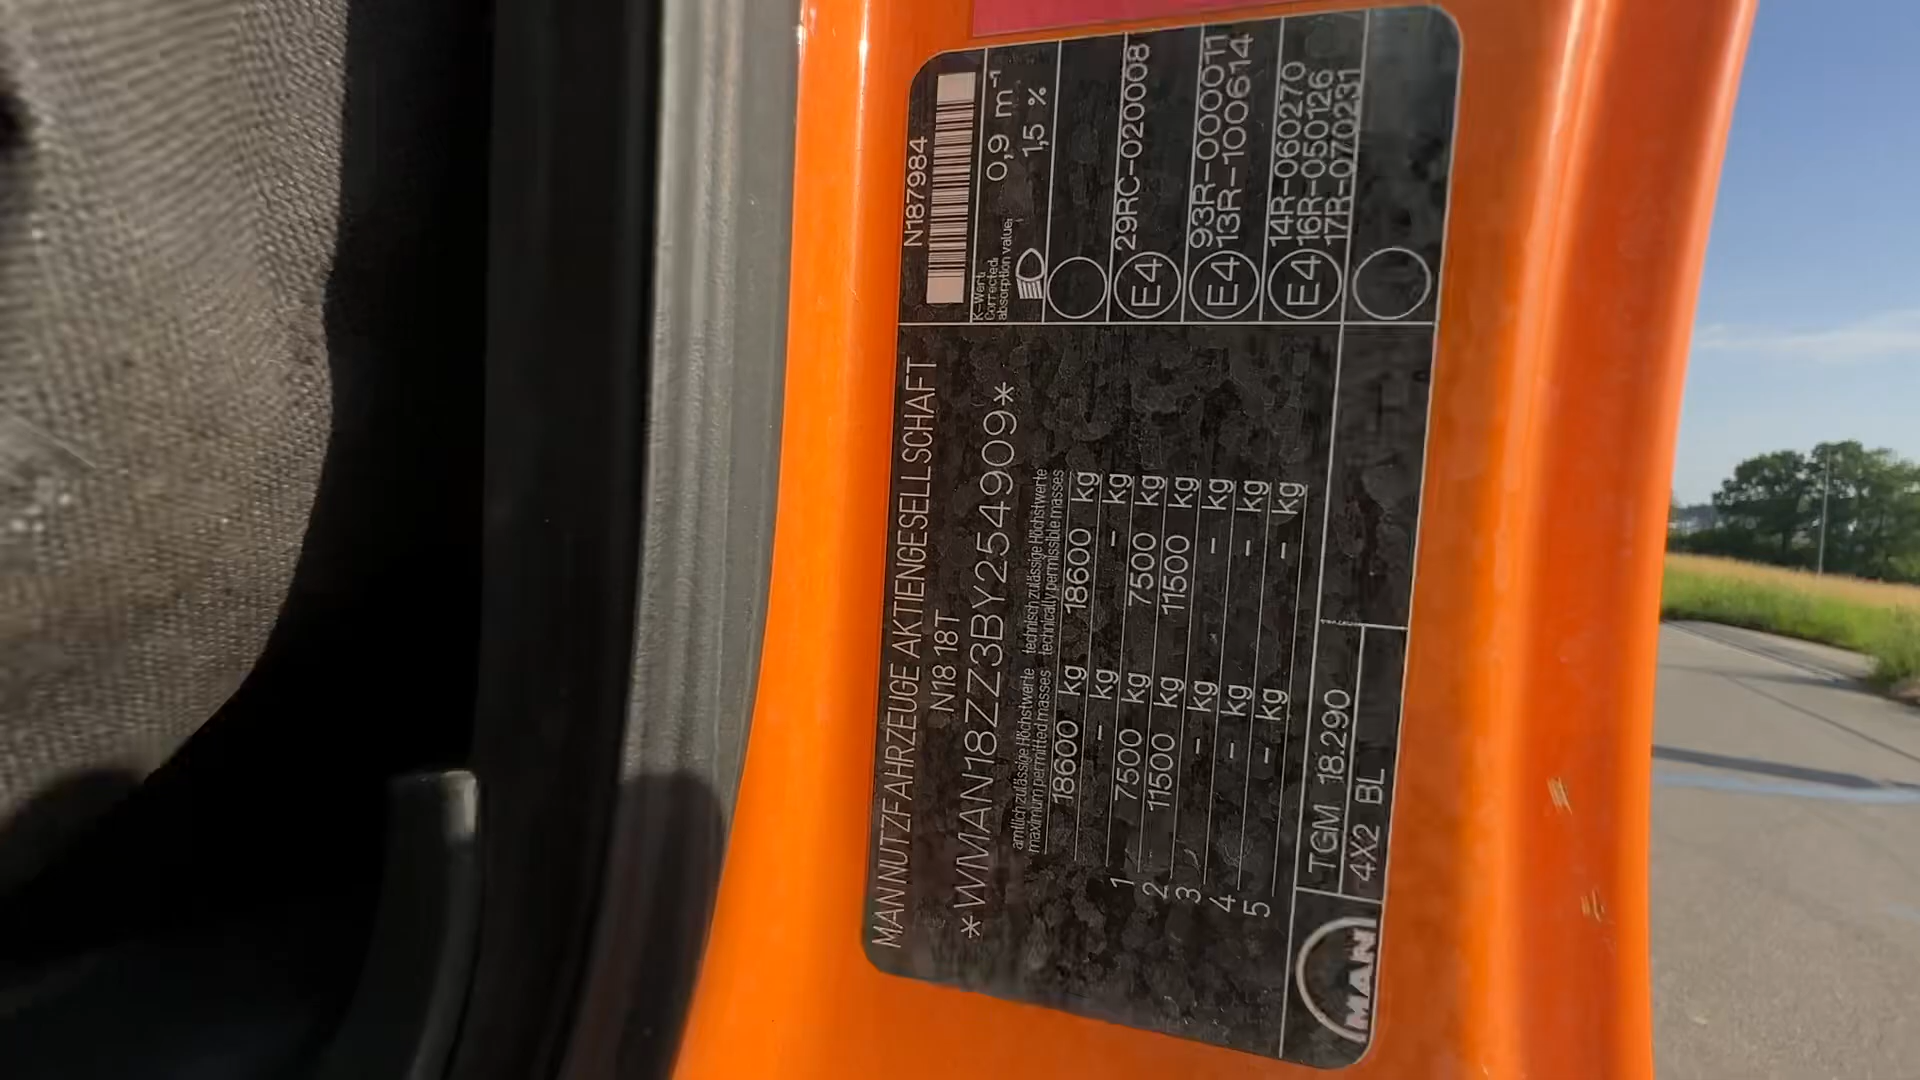 MAN NUTZFAHRZEUGE AKTIENGESELLSCHAFT
N18 18T
*WMAN18ZZ3BY254909*
amtlich zulässige Höchstwerte technisch zulässige Höchstwerte
maximum permitted masses technically permissible masses
18600 kg 18600 kg
- kg - kg
1 7500 kg 7500 kg
2 11500 kg 11500 kg
3 - kg - kg
4 - kg - kg
5 - kg - kg
MAN
TGM 18.290
4X2 BL
N187984
K-Wert:
Corrected
absorption value:
0,9 m⁻¹
1,5 %
E4 29RC-020008
E4 93R-000011
13R-100614
E4 14R-060270
16R-050126
17R-070231